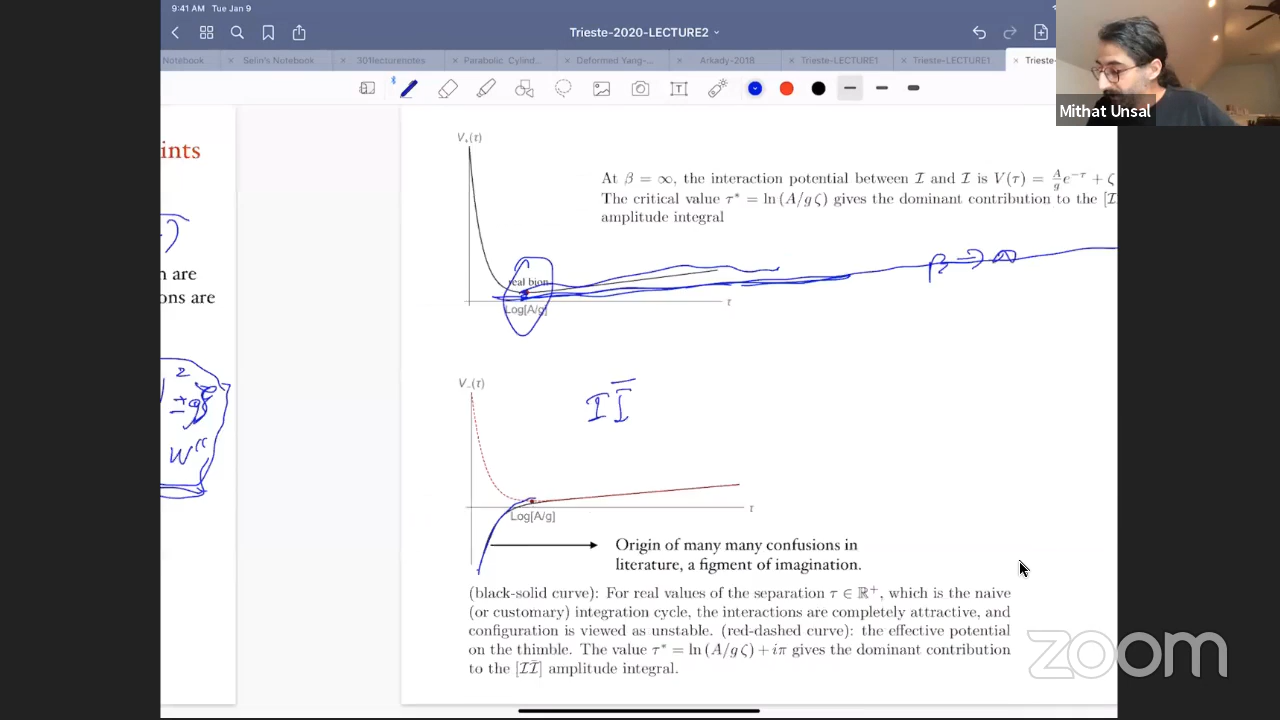 9:41 AM Tue Jan 9
Trieste-2020-LECTURE2
Notebook
Selin's Notebook
301lecturenotes
Parabolic Cylind...
Deformed Yang-...
Arkady-2018
Trieste-LECTURE1
Trieste-LECTURE1
Trieste-
Mithat Unsal
ints
n are
ons are
2
± g
W''
V₊(τ)
At β = ∞, the interaction potential between 𝓘 and 𝓘 is V(τ) = A/g e^{−τ} + ζ
The critical value τ* = ln (A/g ζ) gives the dominant contribution to the [𝓘
amplitude integral
β → ∞
real bion
Log[A/g]
τ
V₋(τ)
I Ī
Log[A/g]
τ
Origin of many many confusions in
literature, a figment of imagination.
(black-solid curve): For real values of the separation τ ∈ ℝ⁺, which is the naive
(or customary) integration cycle, the interactions are completely attractive, and
configuration is viewed as unstable. (red-dashed curve): the effective potential
on the thimble. The value τ* = ln (A/g ζ) + iπ gives the dominant contribution
to the [𝓘𝓘̄] amplitude integral.
zoom